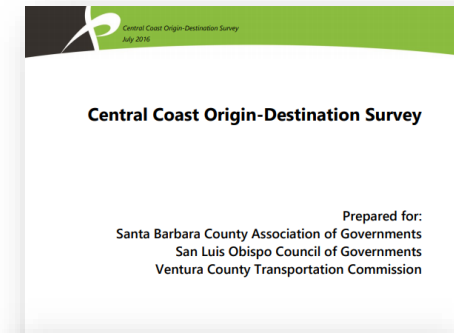 Central Coast Origin-Destination Survey
July 2016
Central Coast Origin-Destination Survey
Prepared for:
Santa Barbara County Association of Governments
San Luis Obispo Council of Governments
Ventura County Transportation Commission